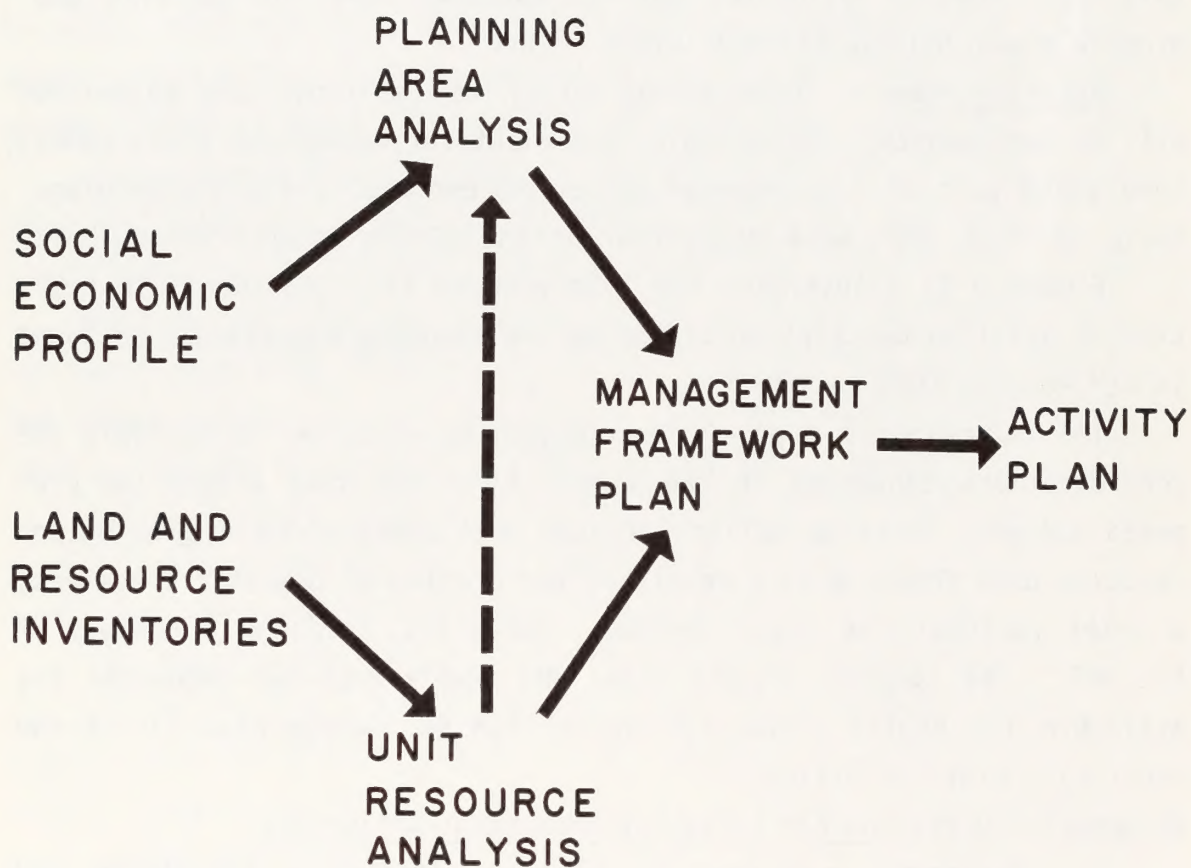 PLANNING
AREA
ANALYSIS
SOCIAL
ECONOMIC
PROFILE
MANAGEMENT
FRAMEWORK
PLAN
ACTIVITY
PLAN
LAND AND
RESOURCE
INVENTORIES
UNIT
RESOURCE
ANALYSIS